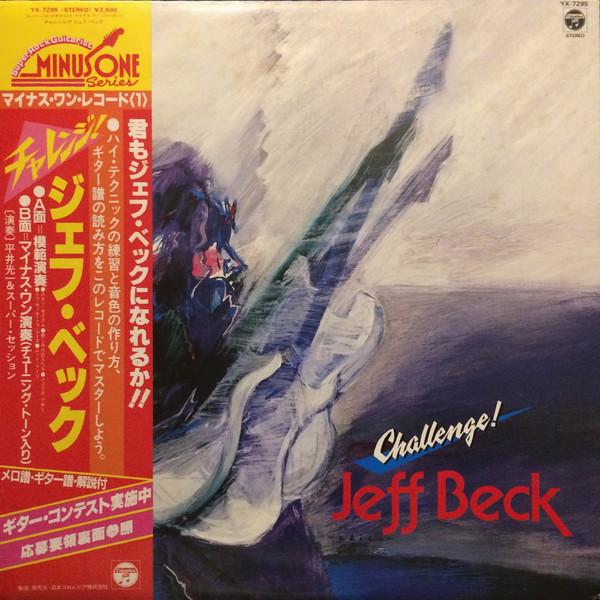 YX-7295 (STEREO) ¥2,500
Super Rock Guitarist
MINUS ONE
Series
マイナス・ワン・レコード〈1〉
君もジェフ・ベックになれるか!!
●ハイ・テクニックの練習と音色の作り方、
ギター譜の読み方をこのレコードでマスターしよう。
チャレンジ!
ジェフ・ベック
●A面=模範演奏
●B面=マイナス・ワン演奏(チューニング・トーン入り)
〔演奏〕平井光一&スーパー・セッション
メロ譜・ギター譜・解説付
ギター・コンテスト実施中
応募要領裏面参照
Columbia
YX-7295
STEREO
Challenge!
Jeff Beck